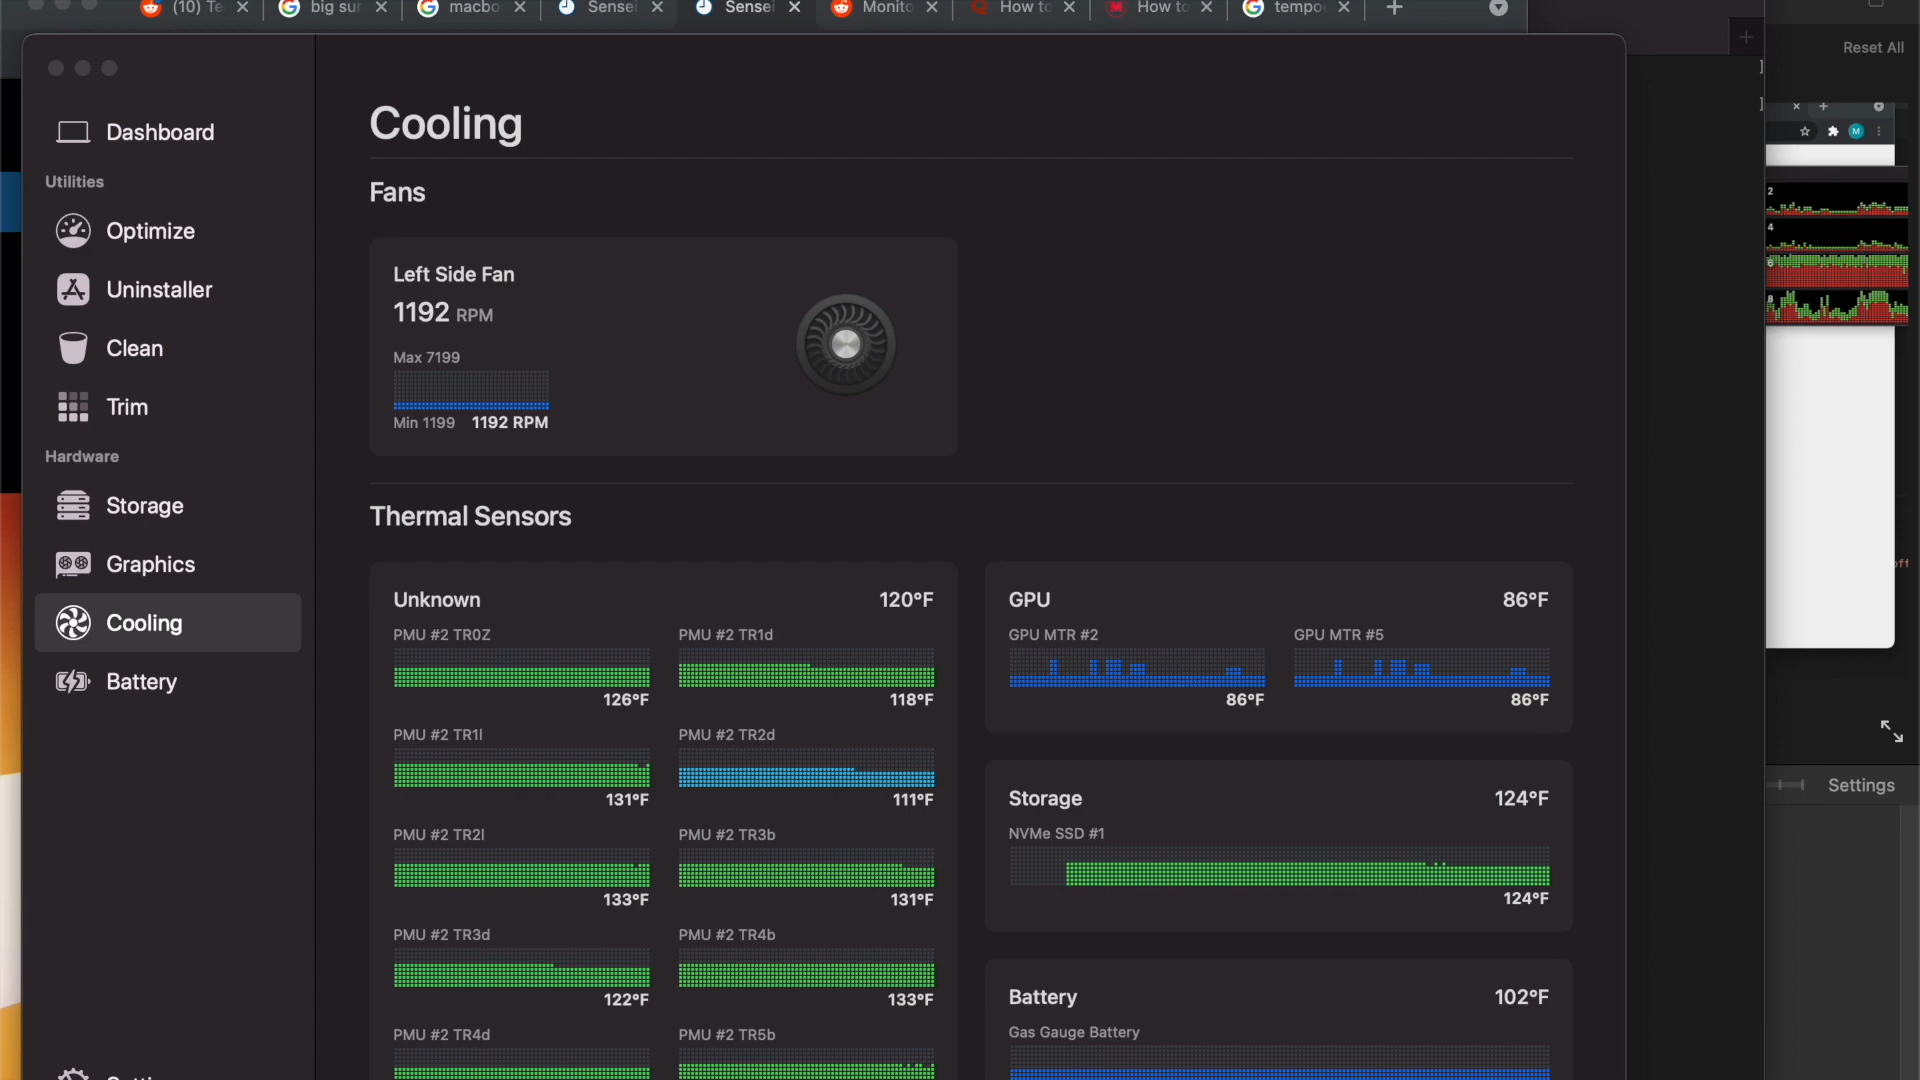 (10) Te
big sur
macbo
Sensei
Sensei
Monito
How to
How to
tempo
Reset All
Dashboard
Utilities
Optimize
Uninstaller
Clean
Trim
Hardware
Storage
Graphics
Cooling
Battery
Cooling
Fans
Left Side Fan
1192 RPM
Max 7199
Min 1199 1192 RPM
Thermal Sensors
Unknown 120°F
PMU #2 TR0Z
126°F
PMU #2 TR1d
118°F
PMU #2 TR1l
131°F
PMU #2 TR2d
111°F
PMU #2 TR2l
133°F
PMU #2 TR3b
131°F
PMU #2 TR3d
122°F
PMU #2 TR4b
133°F
PMU #2 TR4d
PMU #2 TR5b
GPU 86°F
GPU MTR #2
86°F
GPU MTR #5
86°F
Storage 124°F
NVMe SSD #1
124°F
Battery 102°F
Gas Gauge Battery
M
2
4
6
8
Settings